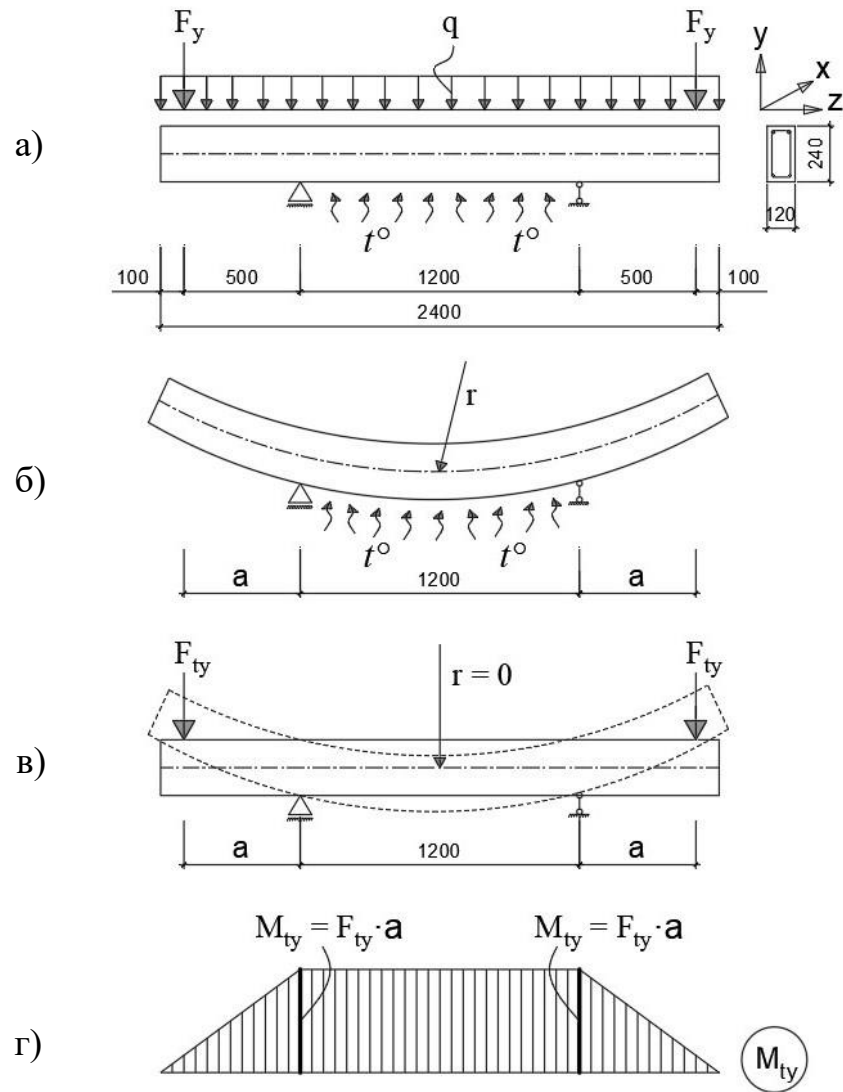 F_y q F_y y x z
а)
240
120
t° t°
100 500 1200 500 100
2400
r
б)
t° t°
a 1200 a
F_ty F_ty
r = 0
в)
a 1200 a
M_ty = F_ty·a M_ty = F_ty·a
г)
M_ty